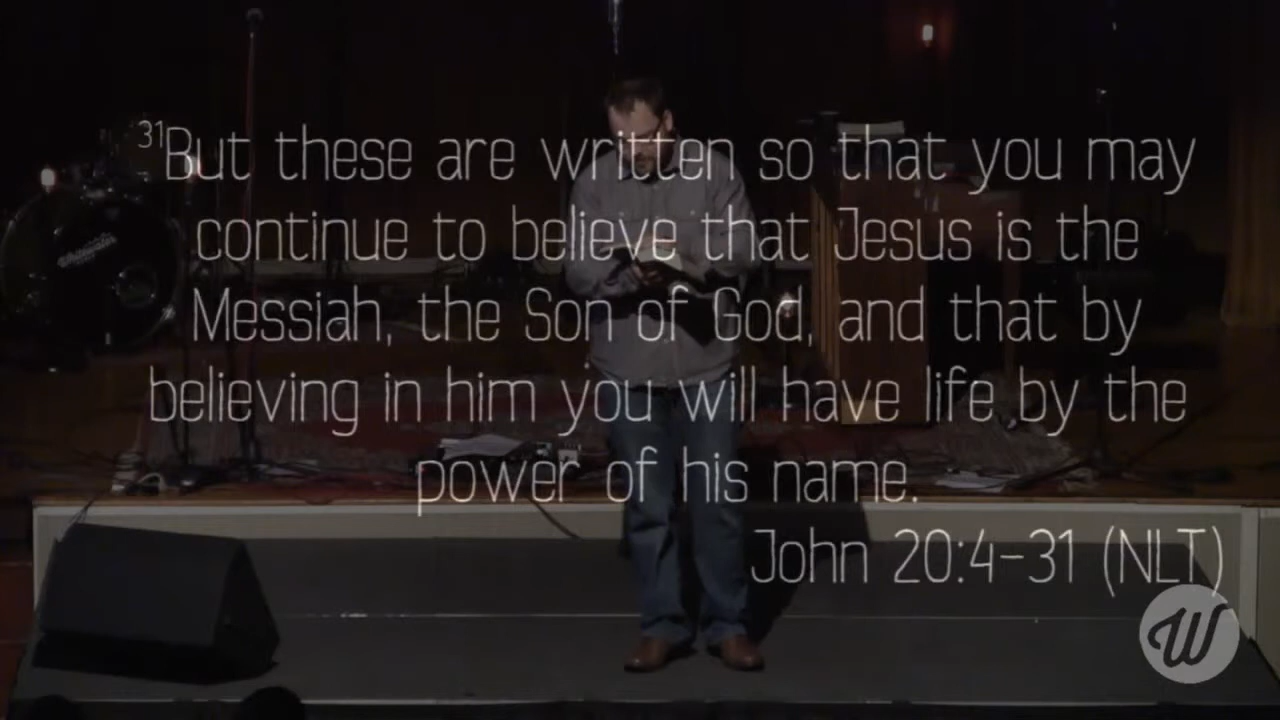 ³¹But these are written so that you may
continue to believe that Jesus is the
Messiah, the Son of God, and that by
believing in him you will have life by the
power of his name.
John 20:4-31 (NLT)
W